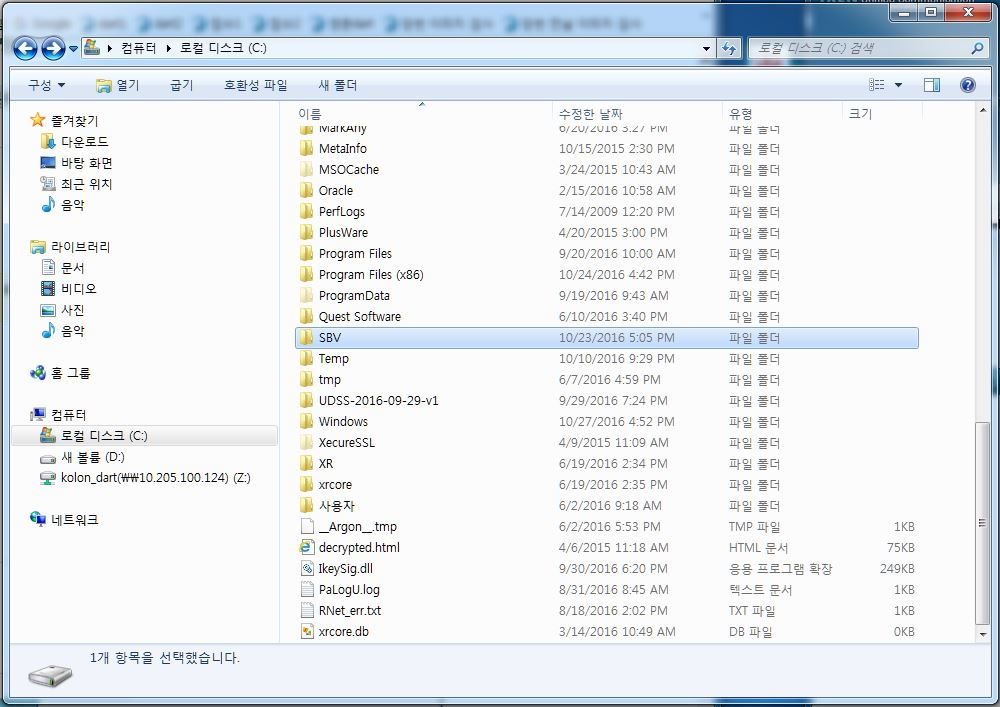 컴퓨터 로컬 디스크 (C:)
로컬 디스크 (C:) 검색
구성 열기 굽기 호환성 파일 새 폴더
즐겨찾기
다운로드
바탕 화면
최근 위치
음악
라이브러리
문서
비디오
사진
음악
홈 그룹
컴퓨터
로컬 디스크 (C:)
새 볼륨 (D:)
kolon_dart(₩₩10.205.100.124) (Z:)
네트워크
이름 수정한 날짜 유형 크기
MarkAny 6/20/2016 3:27 PM 파일 폴더
MetaInfo 10/15/2015 2:30 PM 파일 폴더
MSOCache 3/24/2015 10:43 AM 파일 폴더
Oracle 2/15/2016 10:58 AM 파일 폴더
PerfLogs 7/14/2009 12:20 PM 파일 폴더
PlusWare 4/20/2015 3:00 PM 파일 폴더
Program Files 9/20/2016 10:00 AM 파일 폴더
Program Files (x86) 10/24/2016 4:42 PM 파일 폴더
ProgramData 9/19/2016 9:43 AM 파일 폴더
Quest Software 6/10/2016 3:40 PM 파일 폴더
SBV 10/23/2016 5:05 PM 파일 폴더
Temp 10/10/2016 9:29 PM 파일 폴더
tmp 6/7/2016 4:59 PM 파일 폴더
UDSS-2016-09-29-v1 9/29/2016 7:24 PM 파일 폴더
Windows 10/27/2016 4:52 PM 파일 폴더
XecureSSL 4/9/2015 11:09 AM 파일 폴더
XR 6/19/2016 2:34 PM 파일 폴더
xrcore 6/19/2016 2:35 PM 파일 폴더
사용자 6/2/2016 9:18 AM 파일 폴더
__Argon__.tmp 6/2/2016 5:53 PM TMP 파일 1KB
decrypted.html 4/6/2015 11:18 AM HTML 문서 75KB
IkeySig.dll 9/30/2016 6:20 PM 응용 프로그램 확장 249KB
PaLogU.log 8/31/2016 8:45 AM 텍스트 문서 1KB
RNet_err.txt 8/18/2016 2:02 PM TXT 파일 1KB
xrcore.db 3/14/2016 10:49 AM DB 파일 0KB
1개 항목을 선택했습니다.